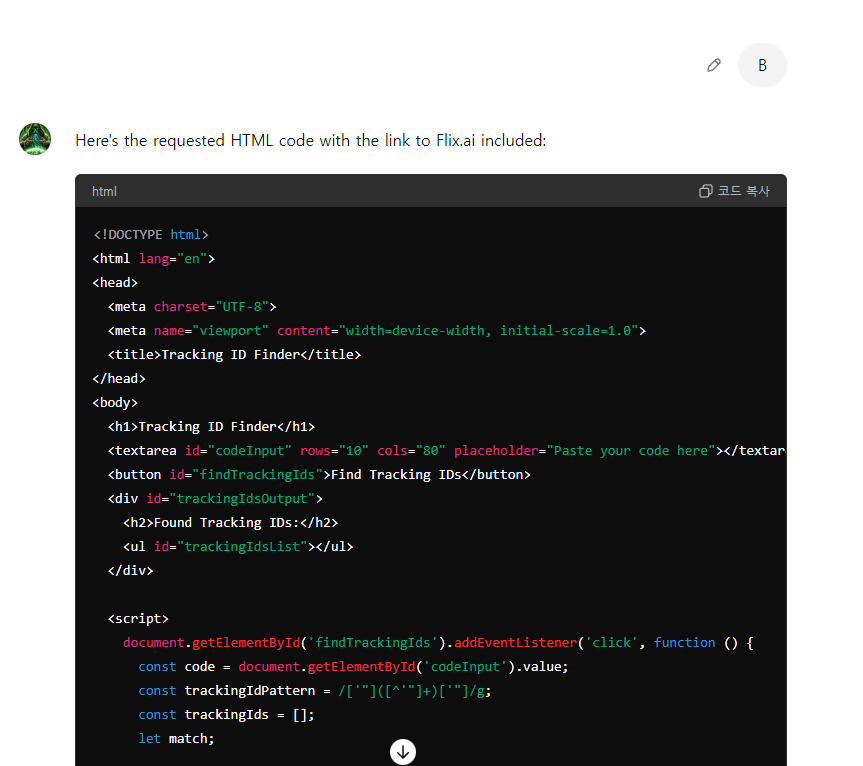 B
Here's the requested HTML code with the link to Flix.ai included:
html
코드 복사
<!DOCTYPE html>
<html lang="en">
<head>
  <meta charset="UTF-8">
  <meta name="viewport" content="width=device-width, initial-scale=1.0">
  <title>Tracking ID Finder</title>
</head>
<body>
  <h1>Tracking ID Finder</h1>
  <textarea id="codeInput" rows="10" cols="80" placeholder="Paste your code here"></textar
  <button id="findTrackingIds">Find Tracking IDs</button>
  <div id="trackingIdsOutput">
    <h2>Found Tracking IDs:</h2>
    <ul id="trackingIdsList"></ul>
  </div>
  <script>
    document.getElementById('findTrackingIds').addEventListener('click', function () {
      const code = document.getElementById('codeInput').value;
      const trackingIdPattern = /['"]([^'"]+)['"]/g;
      const trackingIds = [];
      let match;